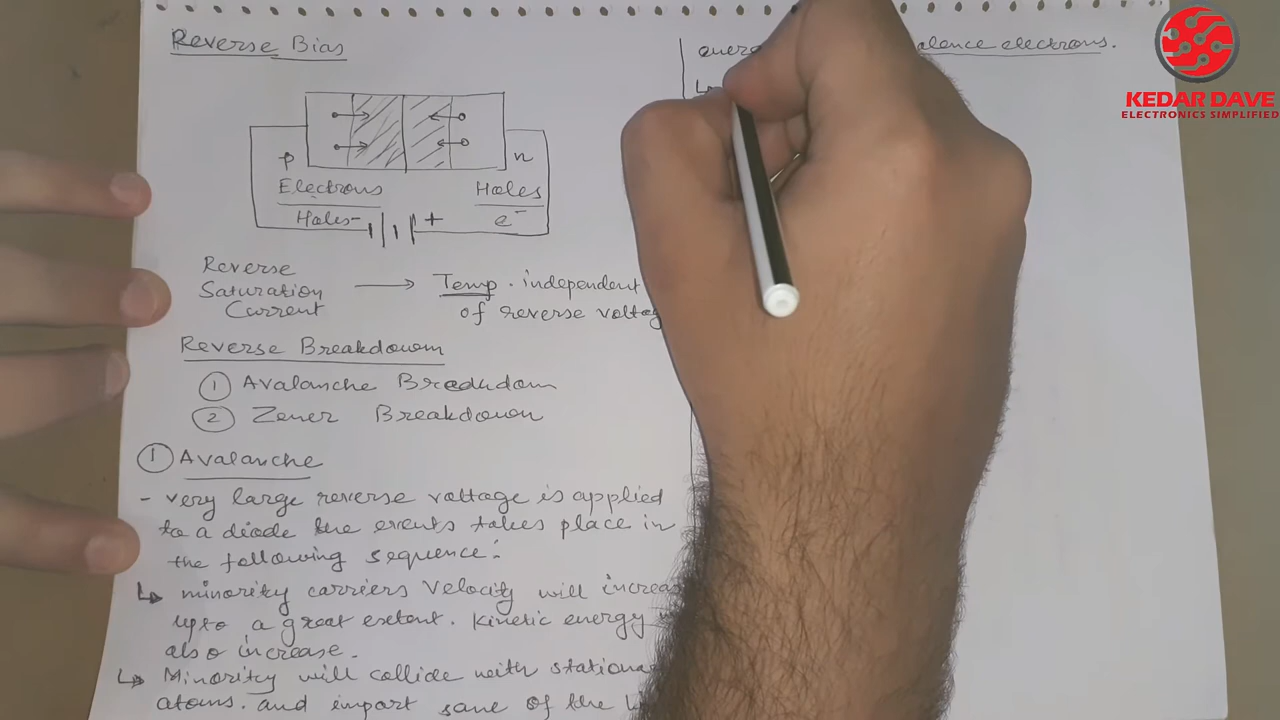 Reverse Bias
p
n
Electrons
Holes
Holes
e⁻
-
+
Reverse
Saturation
Current
→ Temp. independent
of reverse voltag
Reverse Breakdowm
① Avalanche Breakdown
② Zener Breakdown
① Avalanche
- very large reverse voltage is applied
to a diode the events takes place in
the following sequence:
↳ minority carriers velocity will increas
upto a great extent. Kinetic energy
also increase.
↳ Minority will collide with stationa
atoms. and impart some of the
energ
alence electrons.
↳
KEDAR DAVE
ELECTRONICS SIMPLIFIED